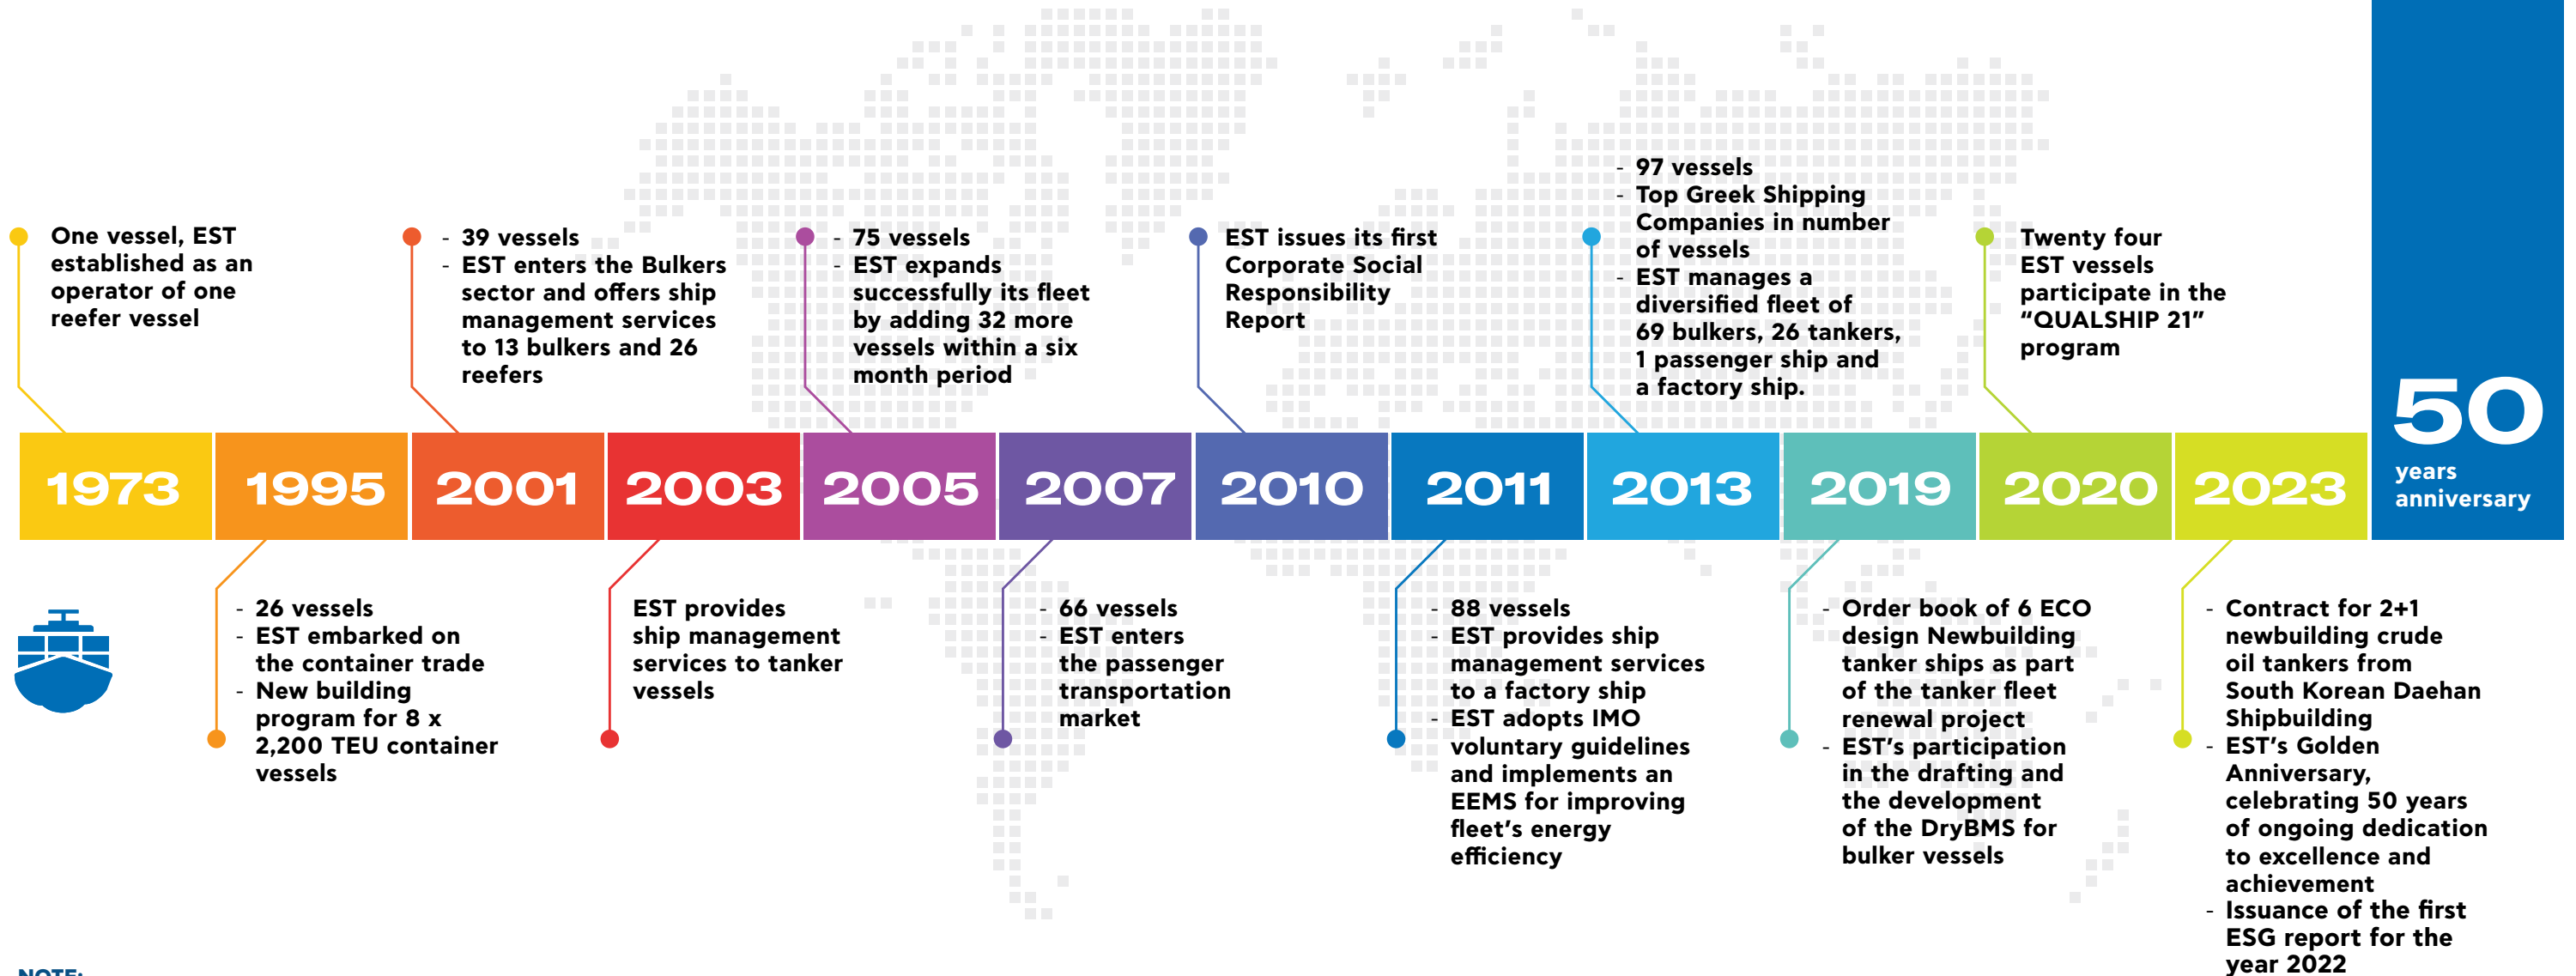 One vessel, EST
established as an
operator of one
reefer vessel
- 39 vessels
- EST enters the Bulkers
sector and offers ship
management services
to 13 bulkers and 26
reefers
- 75 vessels
- EST expands
successfully its fleet
by adding 32 more
vessels within a six
month period
EST issues its first
Corporate Social
Responsibility
Report
- 97 vessels
- Top Greek Shipping
Companies in number
of vessels
- EST manages a
diversified fleet of
69 bulkers, 26 tankers,
1 passenger ship and
a factory ship.
Twenty four
EST vessels
participate in the
“QUALSHIP 21”
program
1973
1995
2001
2003
2005
2007
2010
2011
2013
2019
2020
2023
50
years
anniversary
- 26 vessels
- EST embarked on
the container trade
- New building
program for 8 x
2,200 TEU container
vessels
EST provides
ship management
services to tanker
vessels
- 66 vessels
- EST enters
the passenger
transportation
market
- 88 vessels
- EST provides ship
management services
to a factory ship
- EST adopts IMO
voluntary guidelines
and implements an
EEMS for improving
fleet’s energy
efficiency
- Order book of 6 ECO
design Newbuilding
tanker ships as part
of the tanker fleet
renewal project
- EST’s participation
in the drafting and
the development
of the DryBMS for
bulker vessels
- Contract for 2+1
newbuilding crude
oil tankers from
South Korean Daehan
Shipbuilding
- EST’s Golden
Anniversary,
celebrating 50 years
of ongoing dedication
to excellence and
achievement
- Issuance of the first
ESG report for the
year 2022
NOTE: